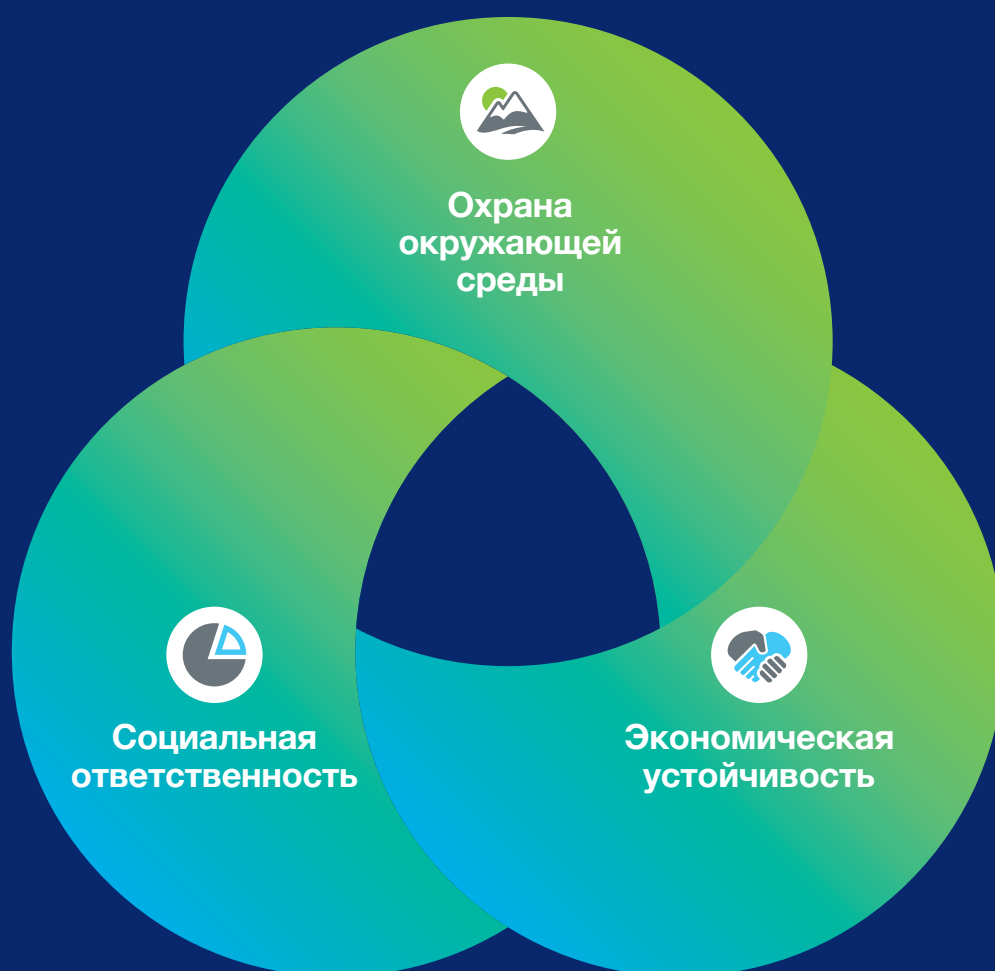 Охрана
окружающей
среды
Социальная
ответственность
Экономическая
устойчивость